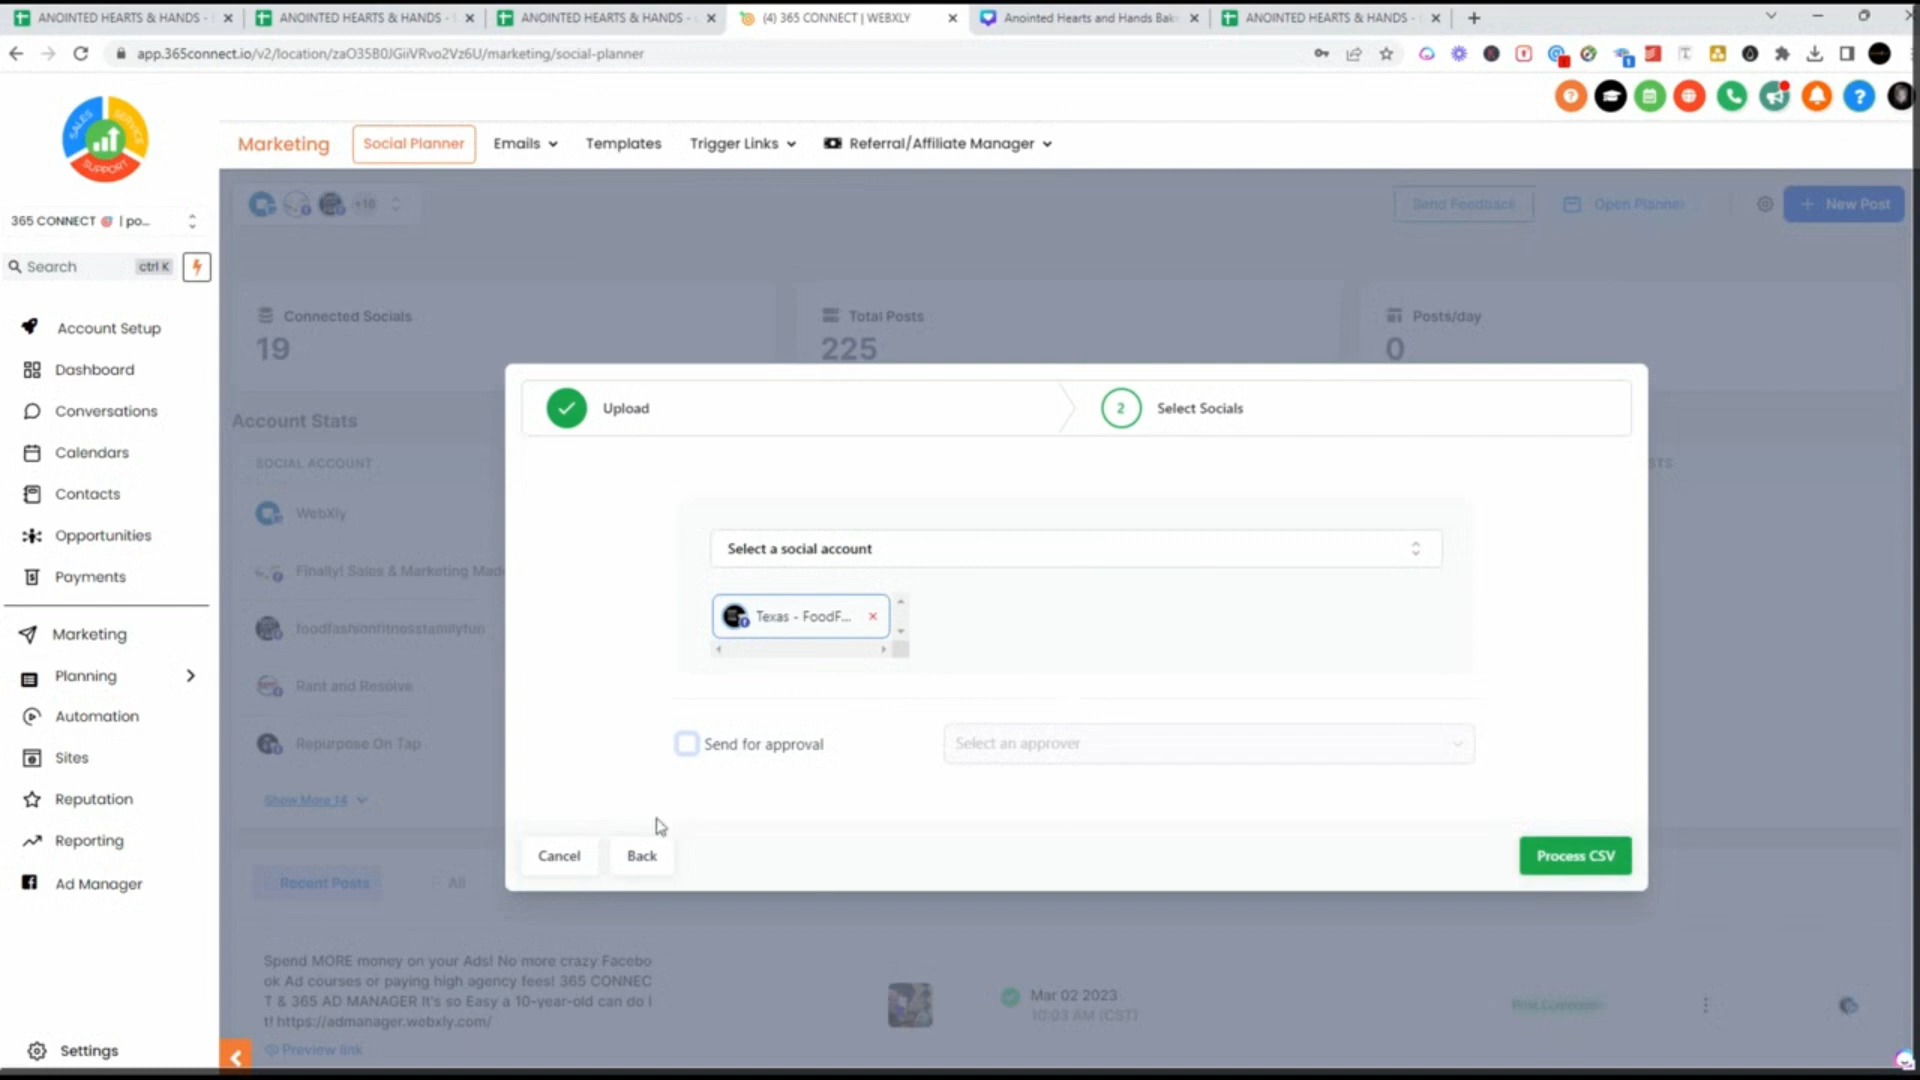 ANOINTED HEARTS & HANDS -
ANOINTED HEARTS & HANDS -
ANOINTED HEARTS & HANDS -
(4) 365 CONNECT | WEBXLY
Anointed Hearts and Hands Bak
ANOINTED HEARTS & HANDS -
app.365connect.io/v2/location/zaO35B0JGiiVRvo2Vz6U/marketing/social-planner
SALES SERVICE SUPPORT
Marketing
Social Planner
Emails
Templates
Trigger Links
Referral/Affiliate Manager
365 CONNECT 🎯 | po...
+16
Send Feedback
Open Planner
+ New Post
Search
ctrl K
Account Setup
Dashboard
Conversations
Calendars
Contacts
Opportunities
Payments
Marketing
Planning
Automation
Sites
Reputation
Reporting
Ad Manager
Settings
Connected Socials
19
Total Posts
225
Posts/day
0
Account Stats
SOCIAL ACCOUNT
WebXly
Finally! Sales & Marketing Made
foodfashionfitnessfamilyfun
Rant and Resolve
Repurpose On Tap
Show More 14
Upload
2
Select Socials
Select a social account
Texas - FoodF...
Send for approval
Select an approver
Cancel
Back
Process CSV
Recent Posts
All
Spend MORE money on your Ads! No more crazy Facebo
ok Ad courses or paying high agency fees! 365 CONNEC
T & 365 AD MANAGER It's so Easy a 10-year-old can do i
t! https://admanager.webxly.com/
Preview link
Mar 02 2023
10:03 AM (CST)